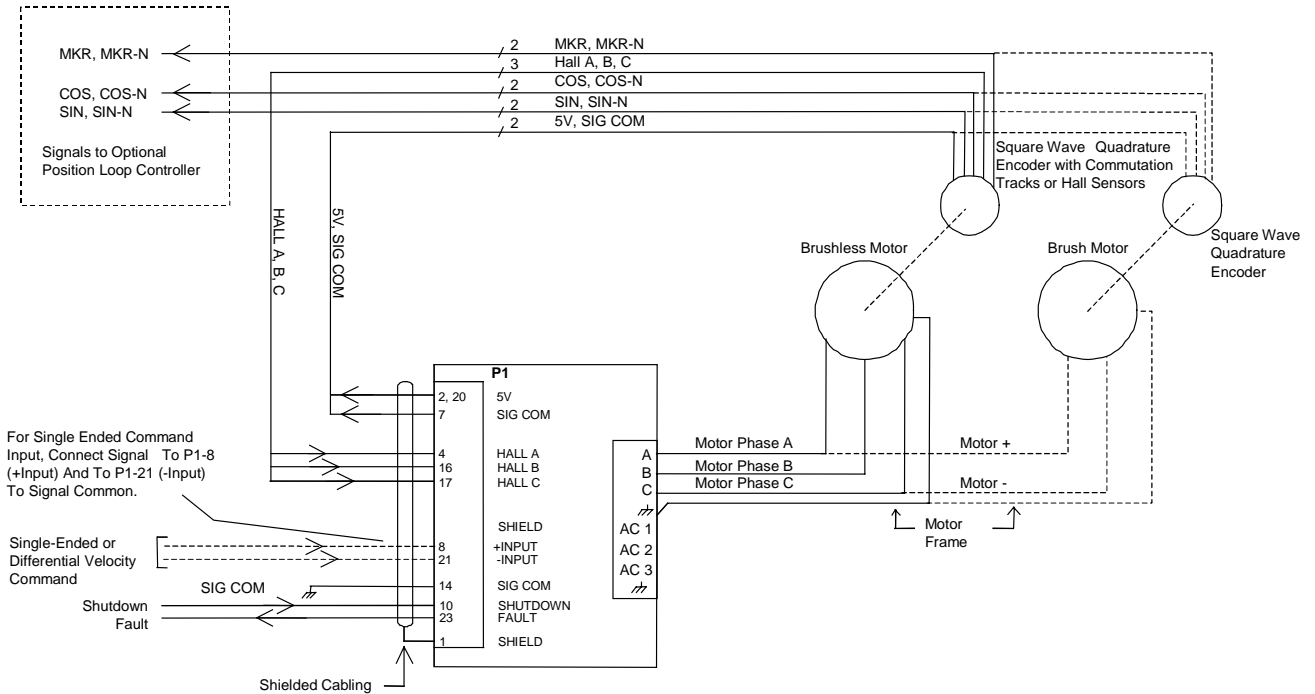 MKR, MKR-N
COS, COS-N
SIN, SIN-N
Signals to Optional
Position Loop Controller
2 MKR, MKR-N
3 Hall A, B, C
2 COS, COS-N
2 SIN, SIN-N
2 5V, SIG COM
Square Wave Quadrature
Encoder with Commutation
Tracks or Hall Sensors
Square Wave
Quadrature
Encoder
Brushless Motor
Brush Motor
HALL A, B, C
5V, SIG COM
P1
2, 20 5V
7 SIG COM
4 HALL A
16 HALL B
17 HALL C
SHIELD
8 +INPUT
21 -INPUT
14 SIG COM
10 SHUTDOWN
23 FAULT
1 SHIELD
For Single Ended Command
Input, Connect Signal To P1-8
(+Input) And To P1-21 (-Input)
To Signal Common.
Single-Ended or
Differential Velocity
Command
SIG COM
Shutdown
Fault
Shielded Cabling
A
B
C
AC 1
AC 2
AC 3
Motor Phase A
Motor Phase B
Motor Phase C
Motor +
Motor -
Motor
Frame